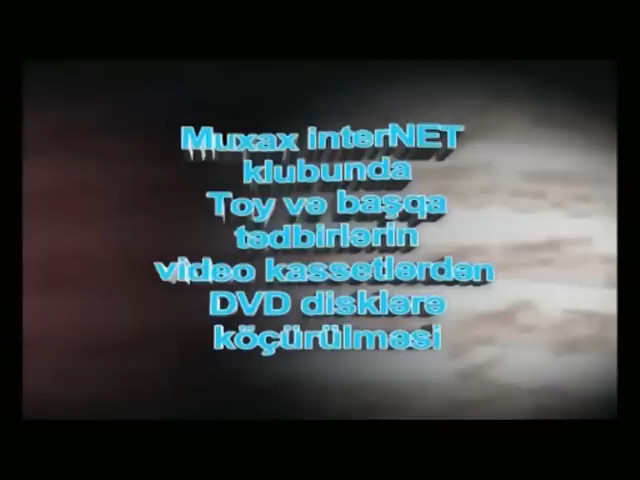 Muxax interNET
klubunda
Toy və başqa
tədbirlərin
video kassetlərdən
DVD disklərə
köçürülməsi